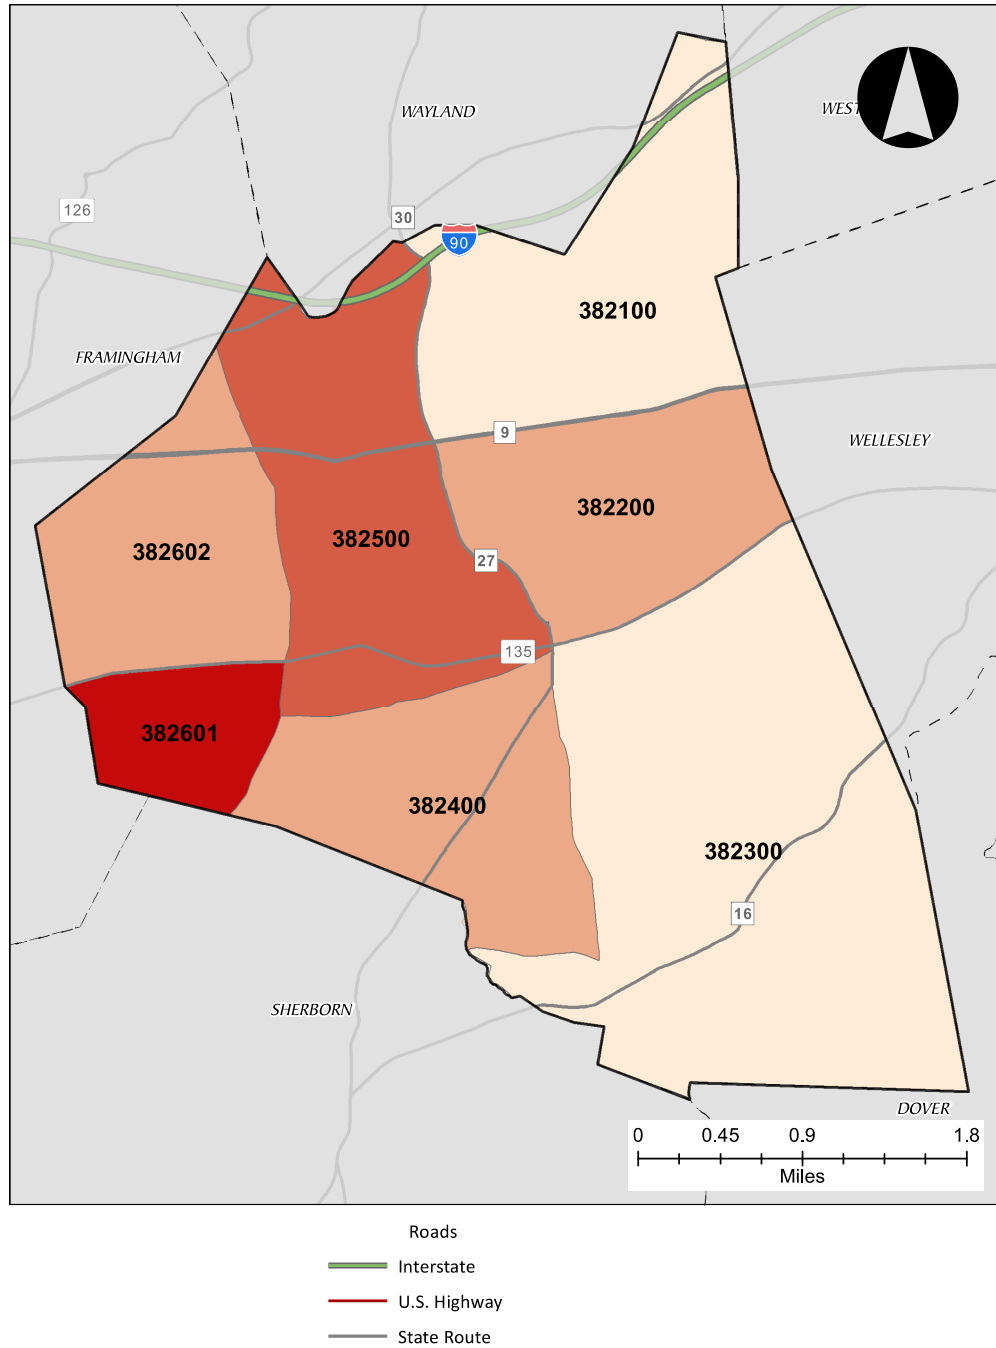 WAYLAND
WEST
126
30
90
382100
FRAMINGHAM
9
WELLESLEY
382200
382602
382500
27
135
382601
382400
382300
16
SHERBORN
DOVER
0 0.45 0.9 1.8
Miles
Roads
Interstate
U.S. Highway
State Route